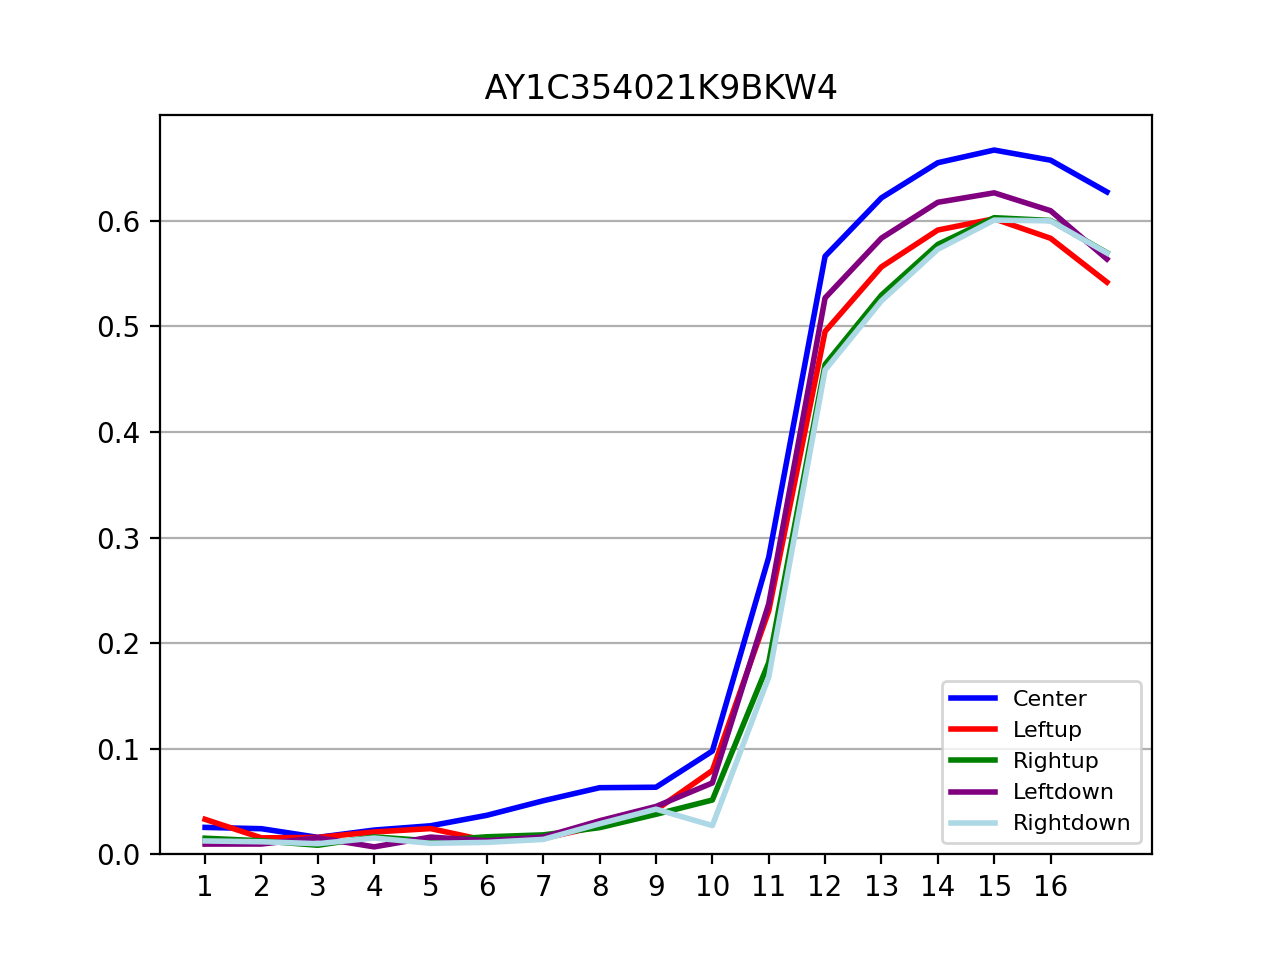 AY1C354021K9BKW4
0.6
0.5
0.4
0.3
0.2
0.1
0.0
Center
Leftup
Rightup
Leftdown
Rightdown
1 2 3 4 5 6 7 8 9 10 11 12 13 14 15 16